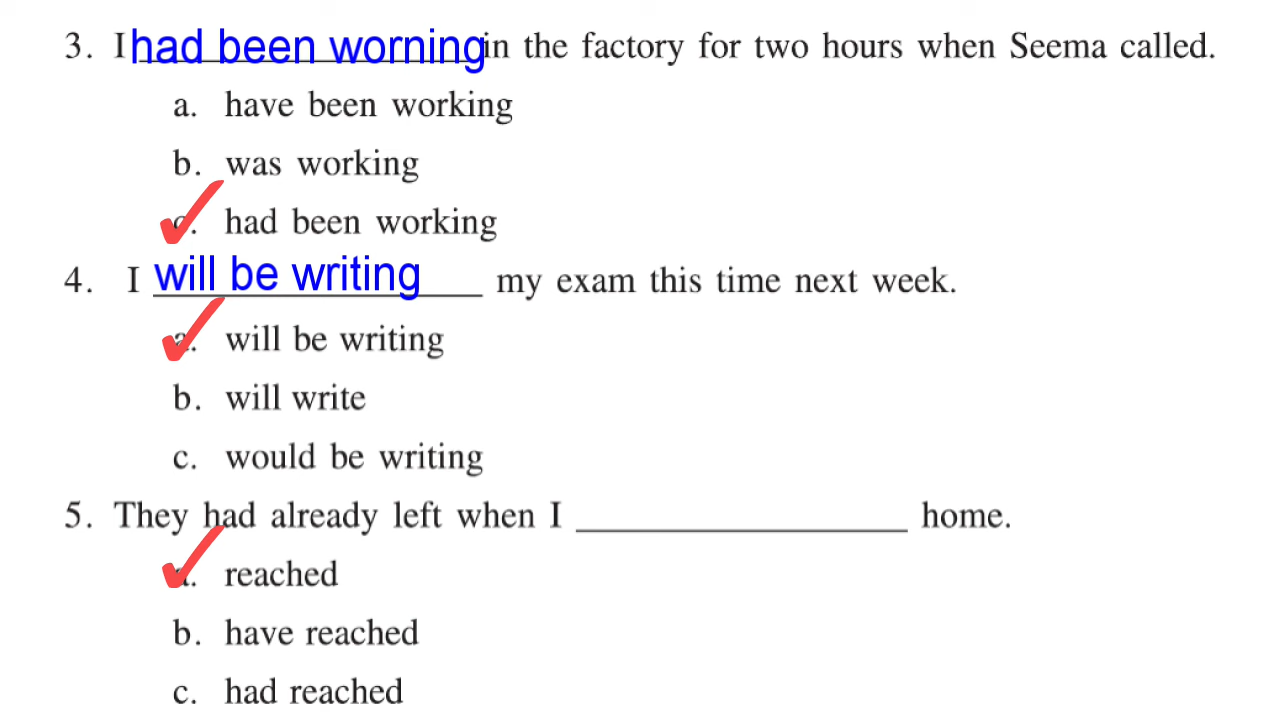 3. I had been worning in the factory for two hours when Seema called.
a. have been working
b. was working
c. had been working
4. I will be writing my exam this time next week.
a. will be writing
b. will write
c. would be writing
5. They had already left when I ____________ home.
a. reached
b. have reached
c. had reached